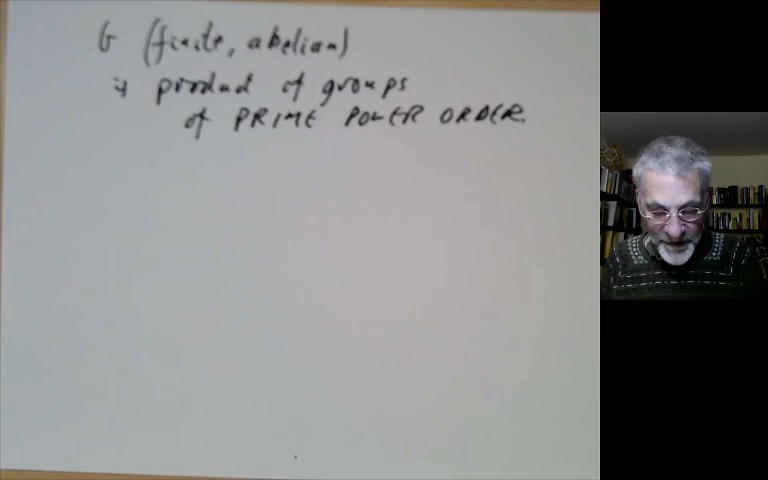 G (finite, abelian)
is product of groups
of PRIME POWER ORDER.